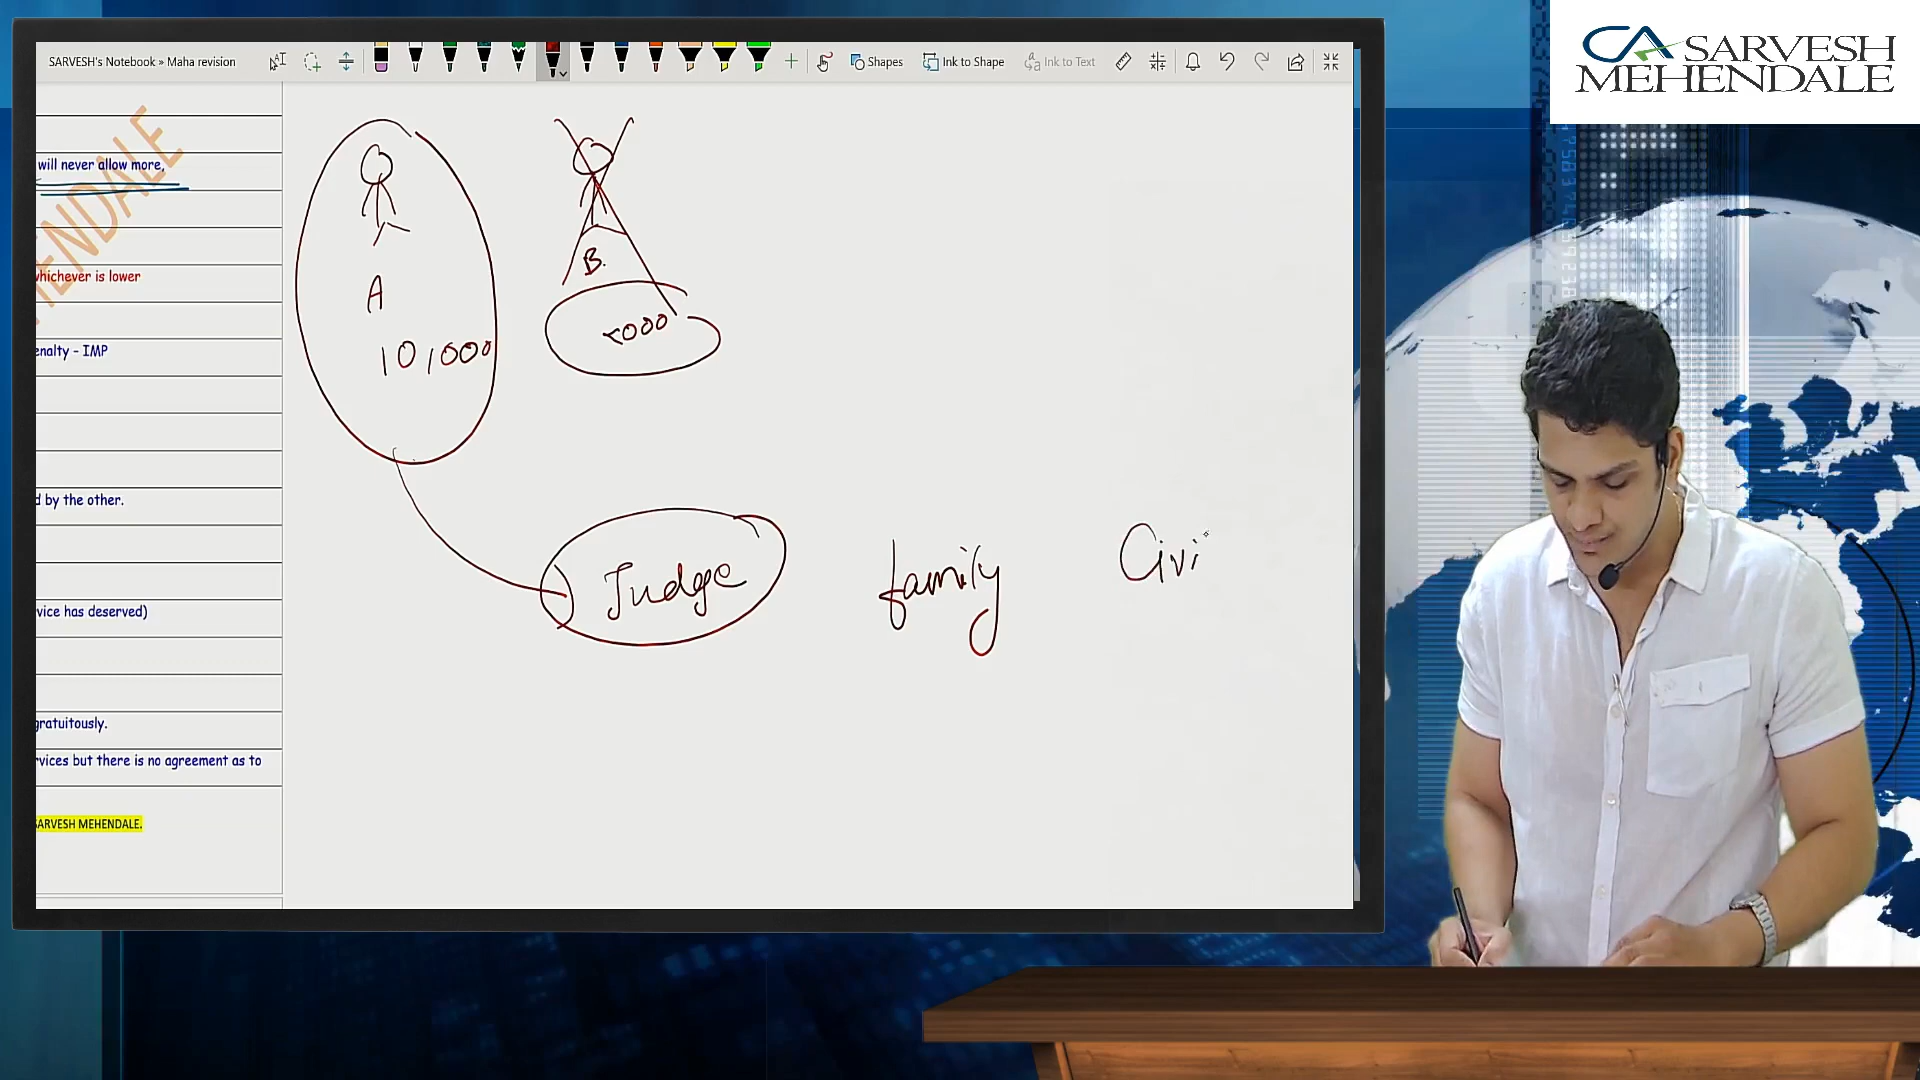 SARVESH's Notebook » Maha revision
Shapes
Ink to Shape
Ink to Text
CA SARVESH
MEHENDALE
will never allow more,
HENDALE
whichever is lower
enalty - IMP
d by the other.
vice has deserved)
gratuitously.
rvices but there is no agreement as to
SARVESH MEHENDALE.
A
10,000
B.
5000
Judge
family
Civi